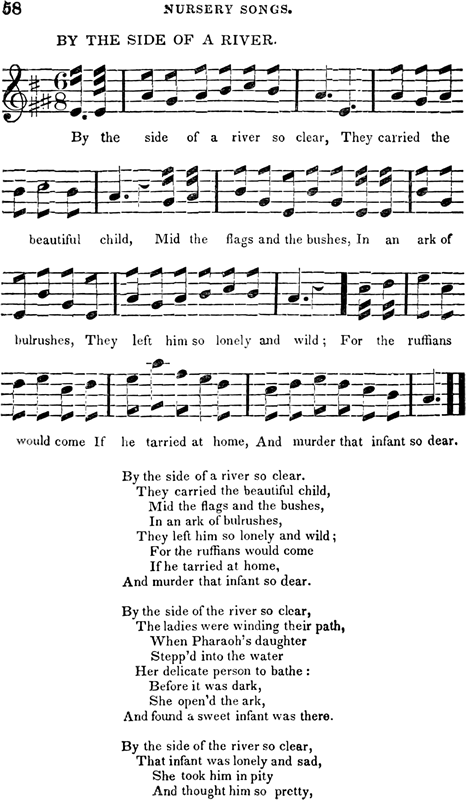 58 NURSERY SONGS.
BY THE SIDE OF A RIVER.
6
8
By the side of a river so clear, They carried the
beautiful child, Mid the flags and the bushes, In an ark of
bulrushes, They left him so lonely and wild; For the ruffians
would come If he tarried at home, And murder that infant so dear.
By the side of a river so clear.
They carried the beautiful child,
Mid the flags and the bushes,
In an ark of bulrushes,
They left him so lonely and wild;
For the ruffians would come
If he tarried at home,
And murder that infant so dear.
By the side of the river so clear,
The ladies were winding their path,
When Pharaoh's daughter
Stepp'd into the water
Her delicate person to bathe:
Before it was dark,
She open'd the ark,
And found a sweet infant was there.
By the side of the river so clear,
That infant was lonely and sad,
She took him in pity
And thought him so pretty,